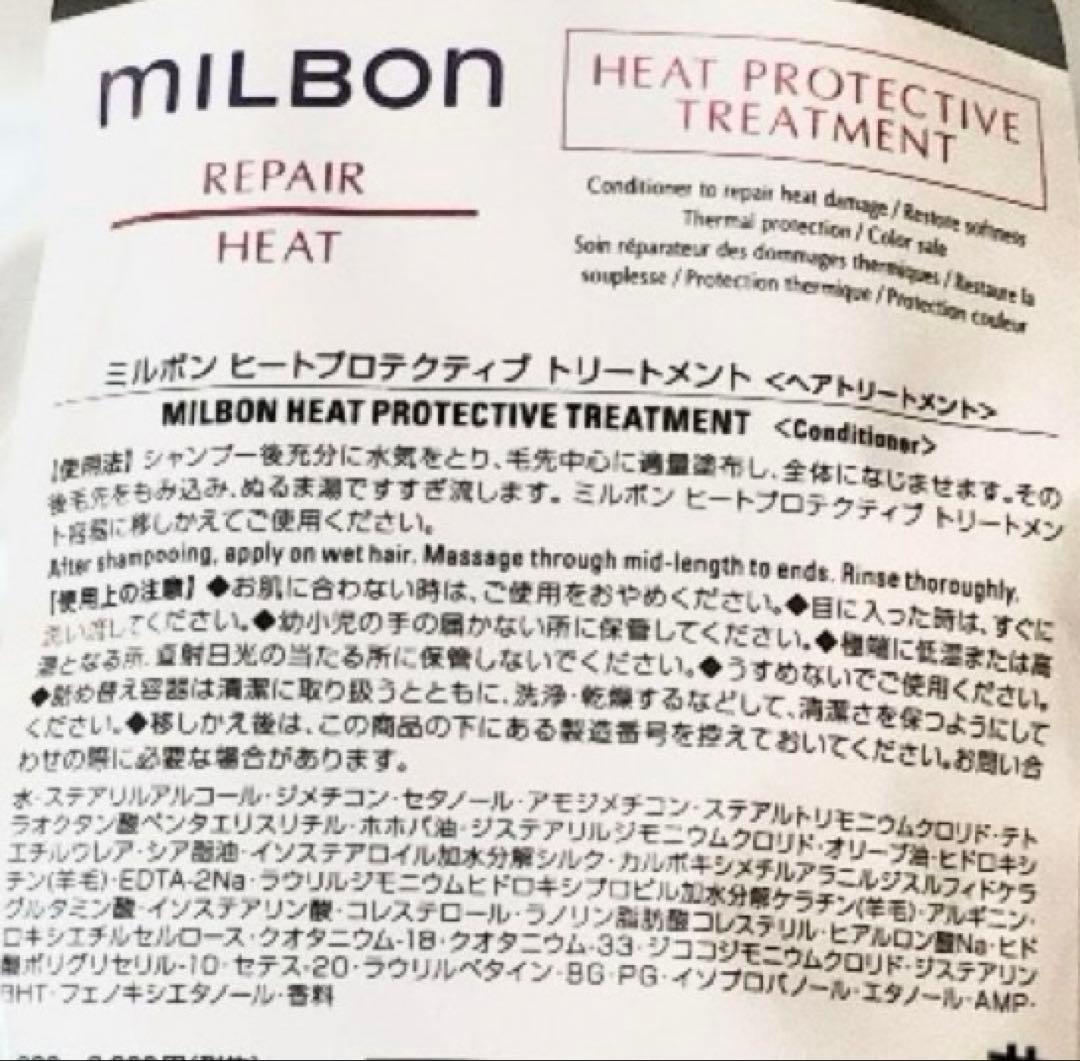 MILBON
REPAIR
HEAT
HEAT PROTECTIVE
TREATMENT
Conditioner to repair heat damage / Restore softness
Thermal protection / Color safe
Soin réparateur des dommages thermiques / Restaure la
souplesse / Protection thermique / Protection couleur
ミルボン ヒートプロテクティブ トリートメント <ヘアトリートメント>
MILBON HEAT PROTECTIVE TREATMENT <Conditioner>
【使用法】シャンプー後充分に水気をとり、毛先中心に適量塗布し、全体になじませます。その
後毛先をもみ込み、ぬるま湯ですすぎ流します。ミルボン ヒートプロテクティブ トリートメン
ト容器に移しかえてご使用ください。
After shampooing, apply on wet hair. Massage through mid-length to ends. Rinse thoroughly.
【使用上の注意】◆お肌に合わない時は、ご使用をおやめください。◆目に入った時は、すぐに
洗い流してください。◆幼小児の手の届かない所に保管してください。◆極端に低温または高
温となる所、直射日光の当たる所に保管しないでください。◆うすめないでご使用ください。
◆詰め替え容器は清潔に取り扱うとともに、洗浄・乾燥するなどして、清潔さを保つようにして
ください。◆移しかえ後は、この商品の下にある製造番号を控えておいてください。お問い合
わせの際に必要な場合があります。
水・ステアリルアルコール・ジメチコン・セタノール・アモジメチコン・ステアルトリモニウムクロリド・テト
ラオクタン酸ペンタエリスリチル・ホホバ油・ジステアリルジモニウムクロリド・オリーブ油・ヒドロキシ
エチルウレア・シア脂油・イソステアロイル加水分解シルク・カルボキシメチルアラニルジスルフィドケラ
チン(羊毛)・EDTA-2Na・ラウリルジモニウムヒドロキシプロピル加水分解ケラチン(羊毛)・アルギニン・
グルタミン酸・イソステアリン酸・コレステロール・ラノリン脂肪酸コレステリル・ヒアルロン酸Na・ヒド
ロキシエチルセルロース・クオタニウム-18・クオタニウム-33・ジココジモニウムクロリド・ジステアリン
酸ポリグリセリル-10・セテス-20・ラウリルベタイン・BG・PG・イソプロパノール・エタノール・AMP・
BHT・フェノキシエタノール・香料